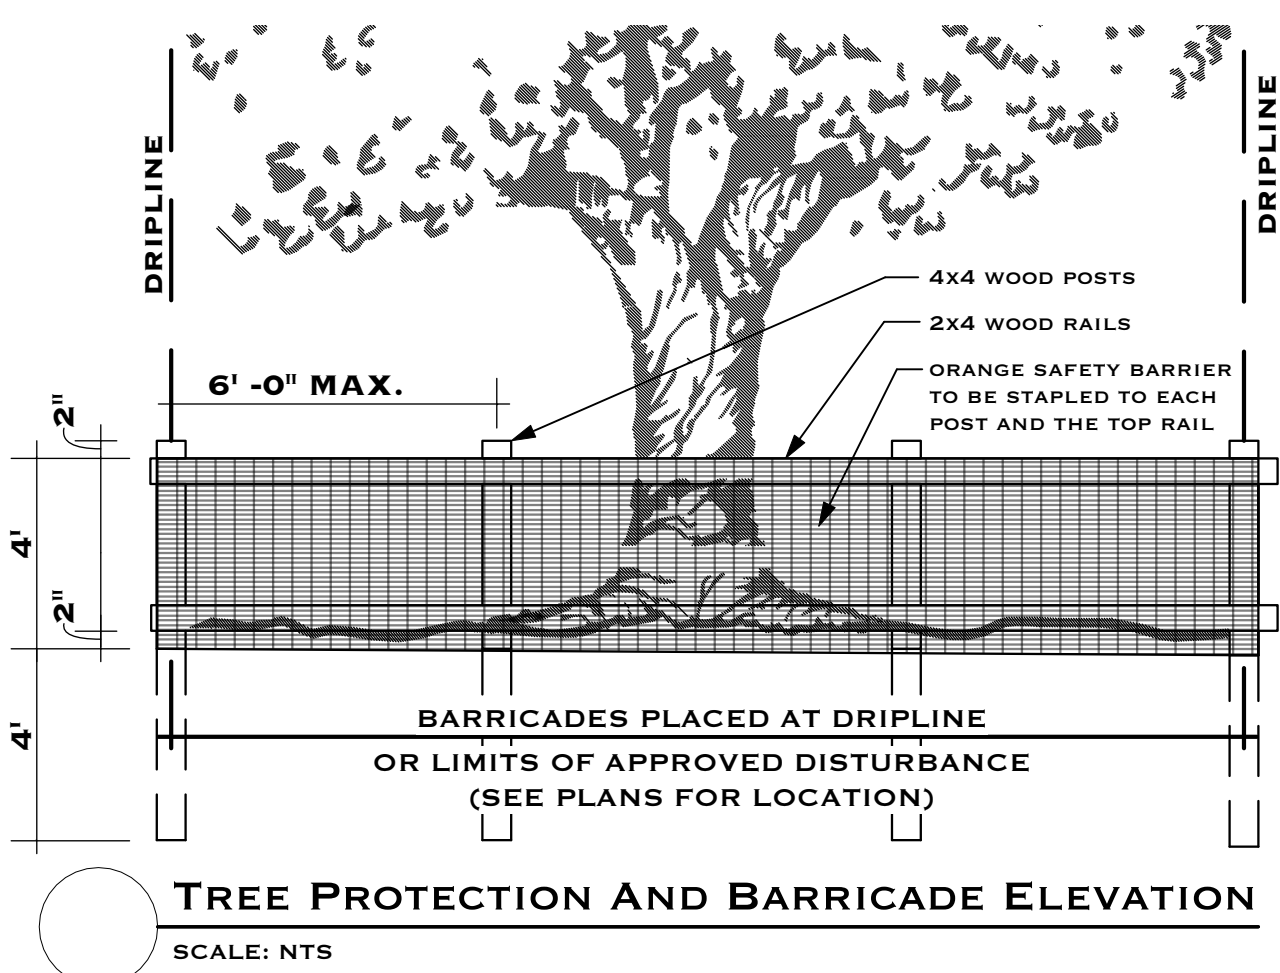 DRIPLINE
DRIPLINE
4x4 WOOD POSTS
2x4 WOOD RAILS
ORANGE SAFETY BARRIER
TO BE STAPLED TO EACH
POST AND THE TOP RAIL
6' -0" MAX.
2"
4'
2"
4'
BARRICADES PLACED AT DRIPLINE
OR LIMITS OF APPROVED DISTURBANCE
(SEE PLANS FOR LOCATION)
TREE PROTECTION AND BARRICADE ELEVATION
SCALE: NTS